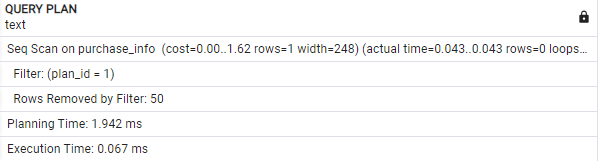 QUERY PLAN
text
Seq Scan on purchase_info (cost=0.00..1.62 rows=1 width=248) (actual time=0.043..0.043 rows=0 loops...
Filter: (plan_id = 1)
Rows Removed by Filter: 50
Planning Time: 1.942 ms
Execution Time: 0.067 ms